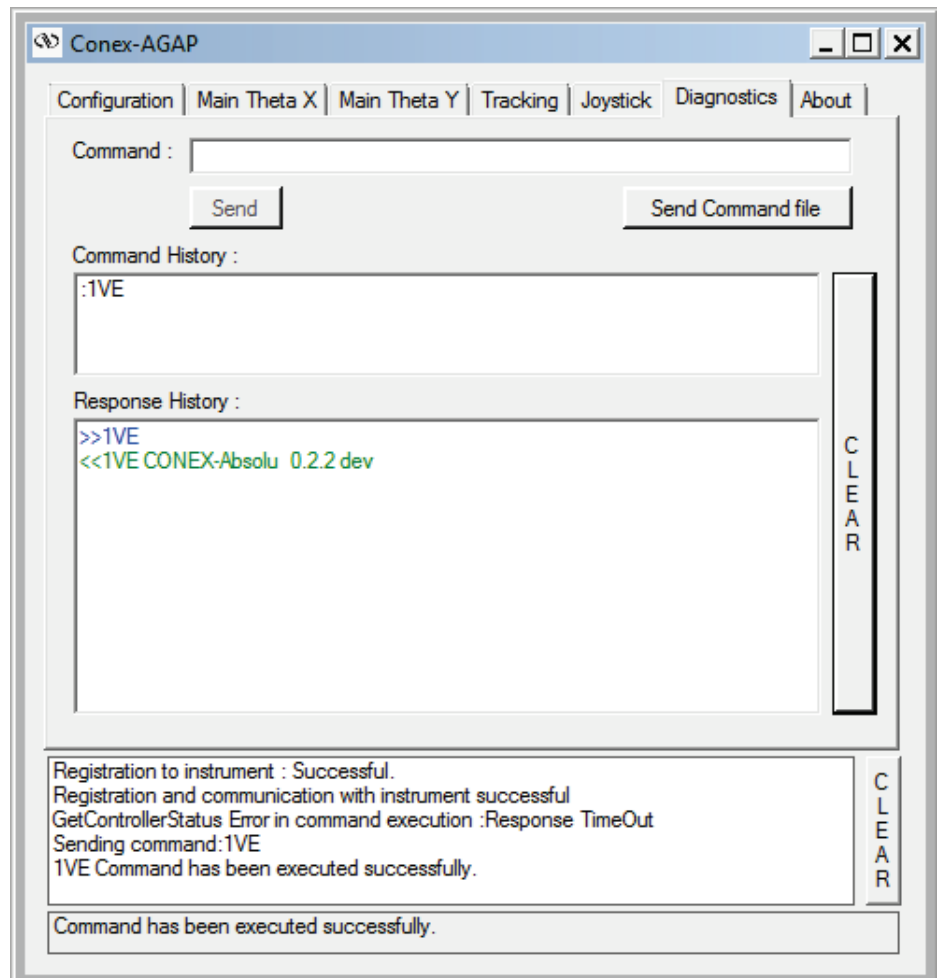 Conex-AGAP
Configuration Main Theta X Main Theta Y Tracking Joystick Diagnostics About
Command :
Send Send Command file
Command History :
:1VE
Response History :
>>1VE
<<1VE CONEX-Absolu 0.2.2 dev
CLEAR
Registration to instrument : Successful.
Registration and communication with instrument successful
GetControllerStatus Error in command execution :Response TimeOut
Sending command:1VE
1VE Command has been executed successfully.
CLEAR
Command has been executed successfully.